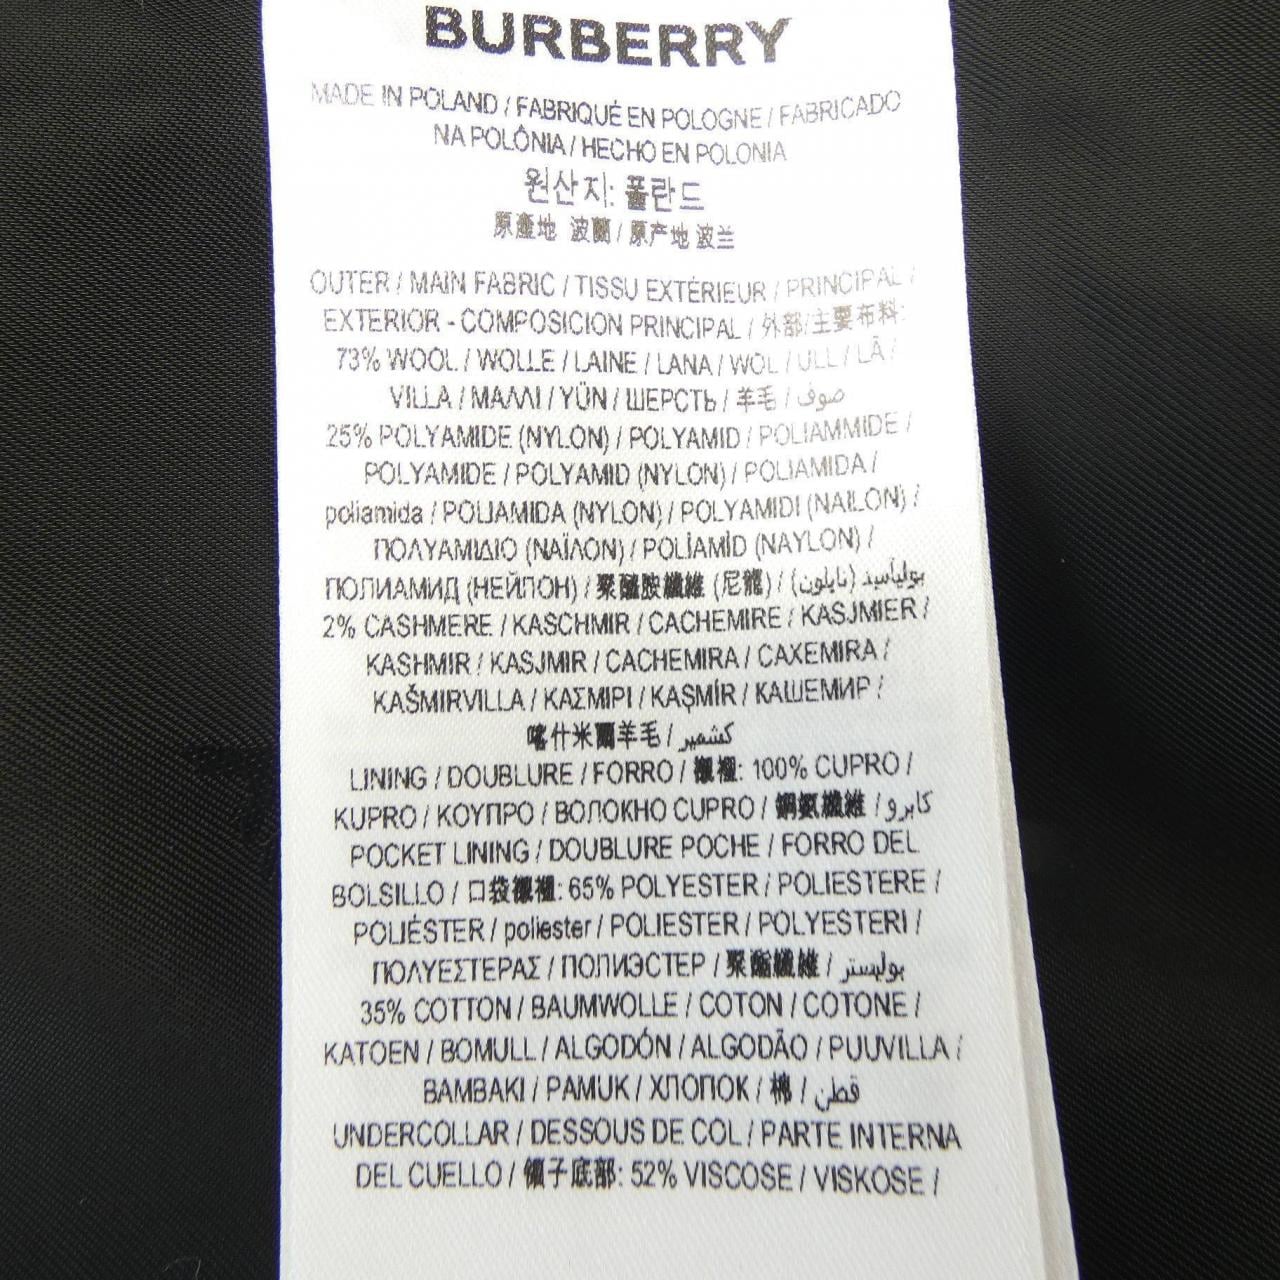 BURBERRY
MADE IN POLAND / FABRIQUÉ EN POLOGNE / FABRICADO
NA POLÔNIA / HECHO EN POLONIA
원산지: 폴란드
原產地 波蘭 / 原产地 波兰
OUTER / MAIN FABRIC / TISSU EXTÉRIEUR / PRINCIPAL /
EXTERIOR - COMPOSICION PRINCIPAL / 外部/主要布料:
73% WOOL / WOLLE / LAINE / LANA / WOL / ULL / LÃ /
VILLA / ΜΑΛΛΙ / YÜN / ШЕРСТЬ / 羊毛 / صوف
25% POLYAMIDE (NYLON) / POLYAMID / POLIAMMIDE /
POLYAMIDE / POLYAMID (NYLON) / POLIAMIDA /
poliamida / POLIAMIDA (NYLON) / POLYAMIDI (NAILON) /
ΠΟΛΥΑΜΙΔΙΟ (ΝΑΪΛΟΝ) / POLİAMİD (NAYLON) /
ПОЛИАМИД (НЕЙЛОН) / 聚醯胺纖維 (尼龍) / بولياميد (نايلون)
2% CASHMERE / KASCHMIR / CACHEMIRE / KASJMIER /
KASHMIR / KASJMIR / CACHEMIRA / CAXEMIRA /
KAŠMIRVILLA / ΚΑΣΜΙΡΙ / KAŞMİR / КАШЕМИР /
喀什米爾羊毛 / كشمير
LINING / DOUBLURE / FORRO / 襯裡: 100% CUPRO /
KUPRO / ΚΟΥΠΡΟ / ВОЛОКНО CUPRO / 銅氨纖維 / كابرو
POCKET LINING / DOUBLURE POCHE / FORRO DEL
BOLSILLO / 口袋襯裡: 65% POLYESTER / POLIESTERE /
POLIÉSTER / poliester / POLIESTER / POLYESTERI /
ΠΟΛΥΕΣΤΕΡΑΣ / ПОЛИЭСТЕР / 聚酯纖維 / بوليستر
35% COTTON / BAUMWOLLE / COTON / COTONE /
KATOEN / BOMULL / ALGODÓN / ALGODÃO / PUUVILLA /
ΒΑΜΒΑΚΙ / PAMUK / ХЛОПОК / 棉 / قطن
UNDERCOLLAR / DESSOUS DE COL / PARTE INTERNA
DEL CUELLO / 領子底部: 52% VISCOSE / VISKOSE /